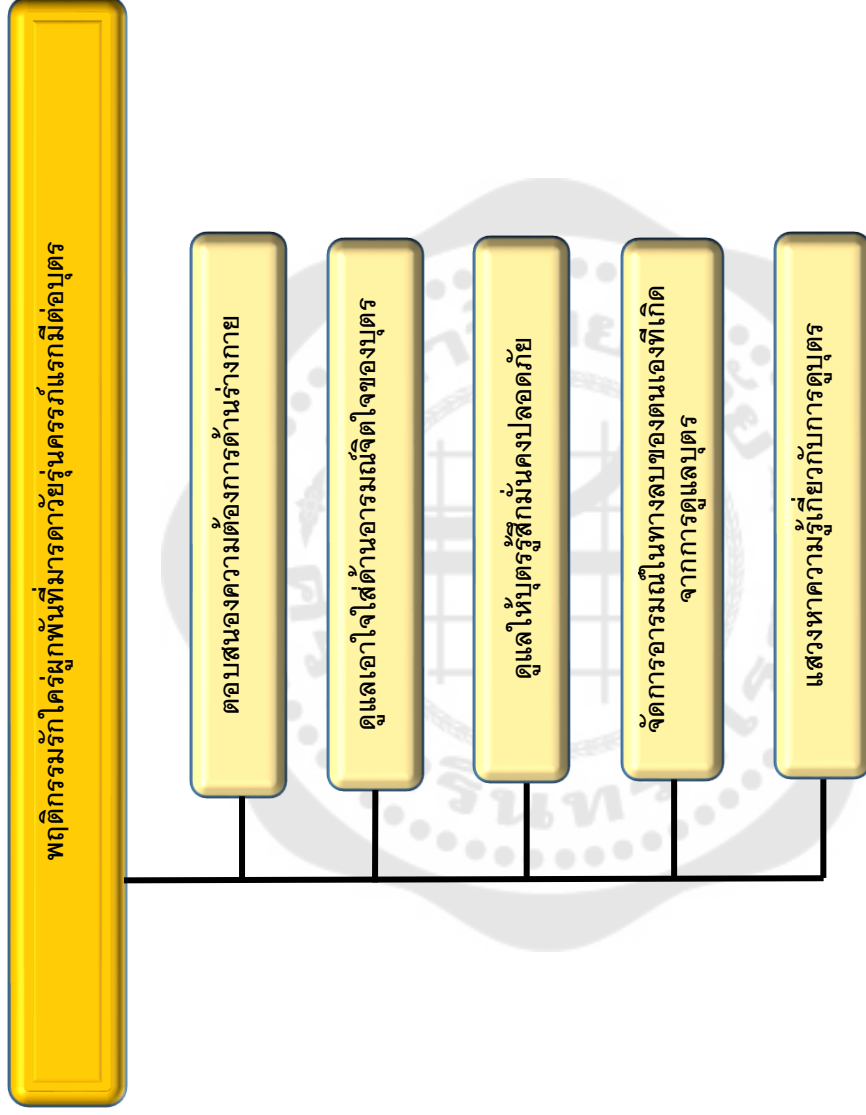 พฤติกรรมรักใคร่ผูกพันที่มารดาวัยรุ่นครรภ์แรกมีต่อบุตร
ตอบสนองความต้องการด้านร่างกาย
ดูแลเอาใจใส่ด้านอารมณ์จิตใจของบุตร
ดูแลให้บุตรรู้สึกมั่นคงปลอดภัย
จัดการอารมณ์ในทางลบของตนเองที่เกิด
จากการดูแลบุตร
แสวงหาความรู้เกี่ยวกับการดูบุตร